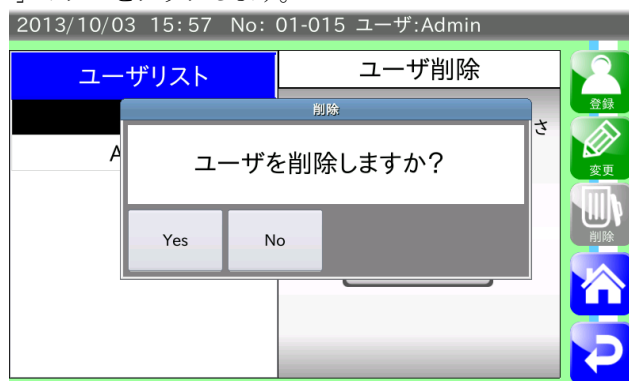 2013/10/03 15:57 No: 01-015 ユーザ:Admin
ユーザリスト
ユーザ削除
登録
削除
さ
A
ユーザを削除しますか?
変更
Yes
No
削除